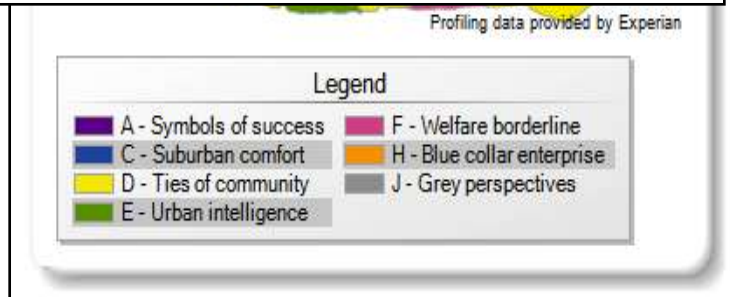 Profiling data provided by Experian
Legend
A - Symbols of success
C - Suburban comfort
D - Ties of community
E - Urban intelligence
F - Welfare borderline
H - Blue collar enterprise
J - Grey perspectives